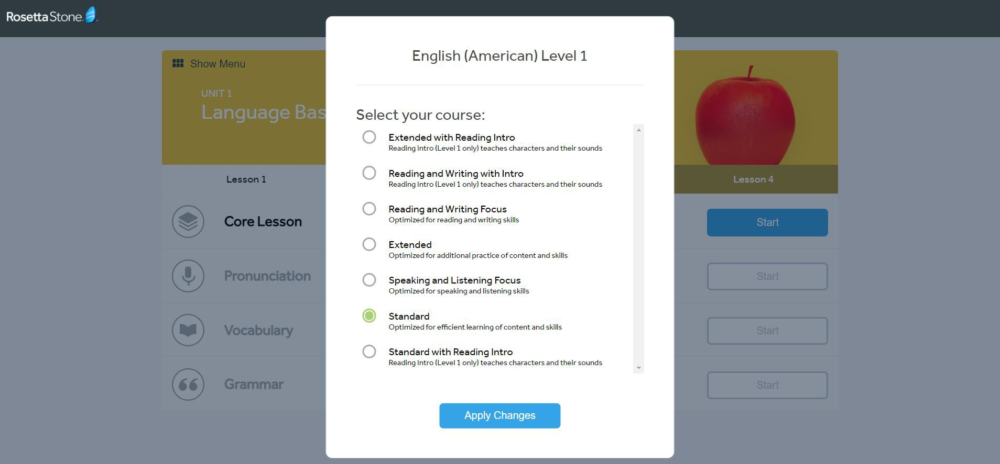 Rosetta Stone
English (American) Level 1
Show Menu
UNIT 1
Language Bas
Select your course:
Extended with Reading Intro
Reading Intro (Level 1 only) teaches characters and their sounds
Reading and Writing with Intro
Reading Intro (Level 1 only) teaches characters and their sounds
Reading and Writing Focus
Optimized for reading and writing skills
Extended
Optimized for additional practice of content and skills
Speaking and Listening Focus
Optimized for speaking and listening skills
Standard
Optimized for efficient learning of content and skills
Standard with Reading Intro
Reading Intro (Level 1 only) teaches characters and their sounds
Apply Changes
Lesson 1
Lesson 4
Core Lesson
Start
Pronunciation
Start
Vocabulary
Start
Grammar
Start